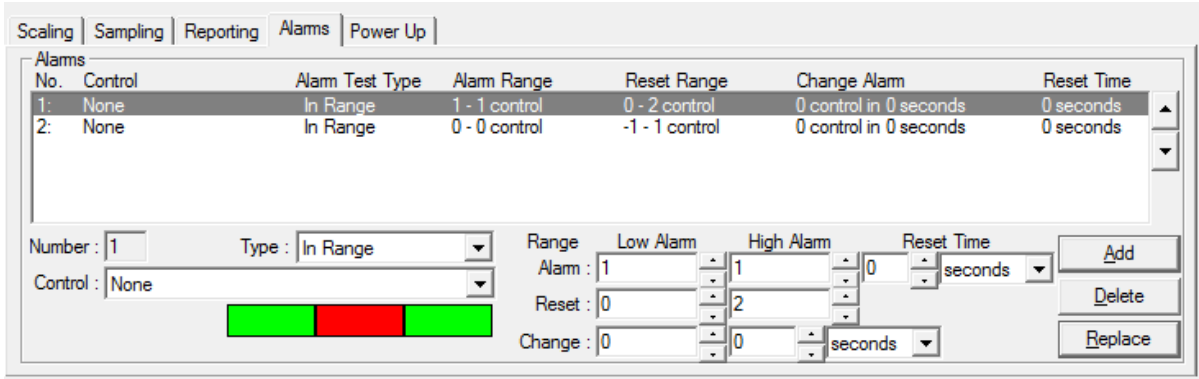 Scaling Sampling Reporting Alarms Power Up
Alarms
No. Control Alarm Test Type Alarm Range Reset Range Change Alarm Reset Time
1: None In Range 1 - 1 control 0 - 2 control 0 control in 0 seconds 0 seconds
2: None In Range 0 - 0 control -1 - 1 control 0 control in 0 seconds 0 seconds
Number : 1 Type : In Range Range Low Alarm High Alarm Reset Time
Alarm : 1 1 0 seconds Add
Control : None
Reset : 0 2 Delete
Change : 0 0 seconds Replace